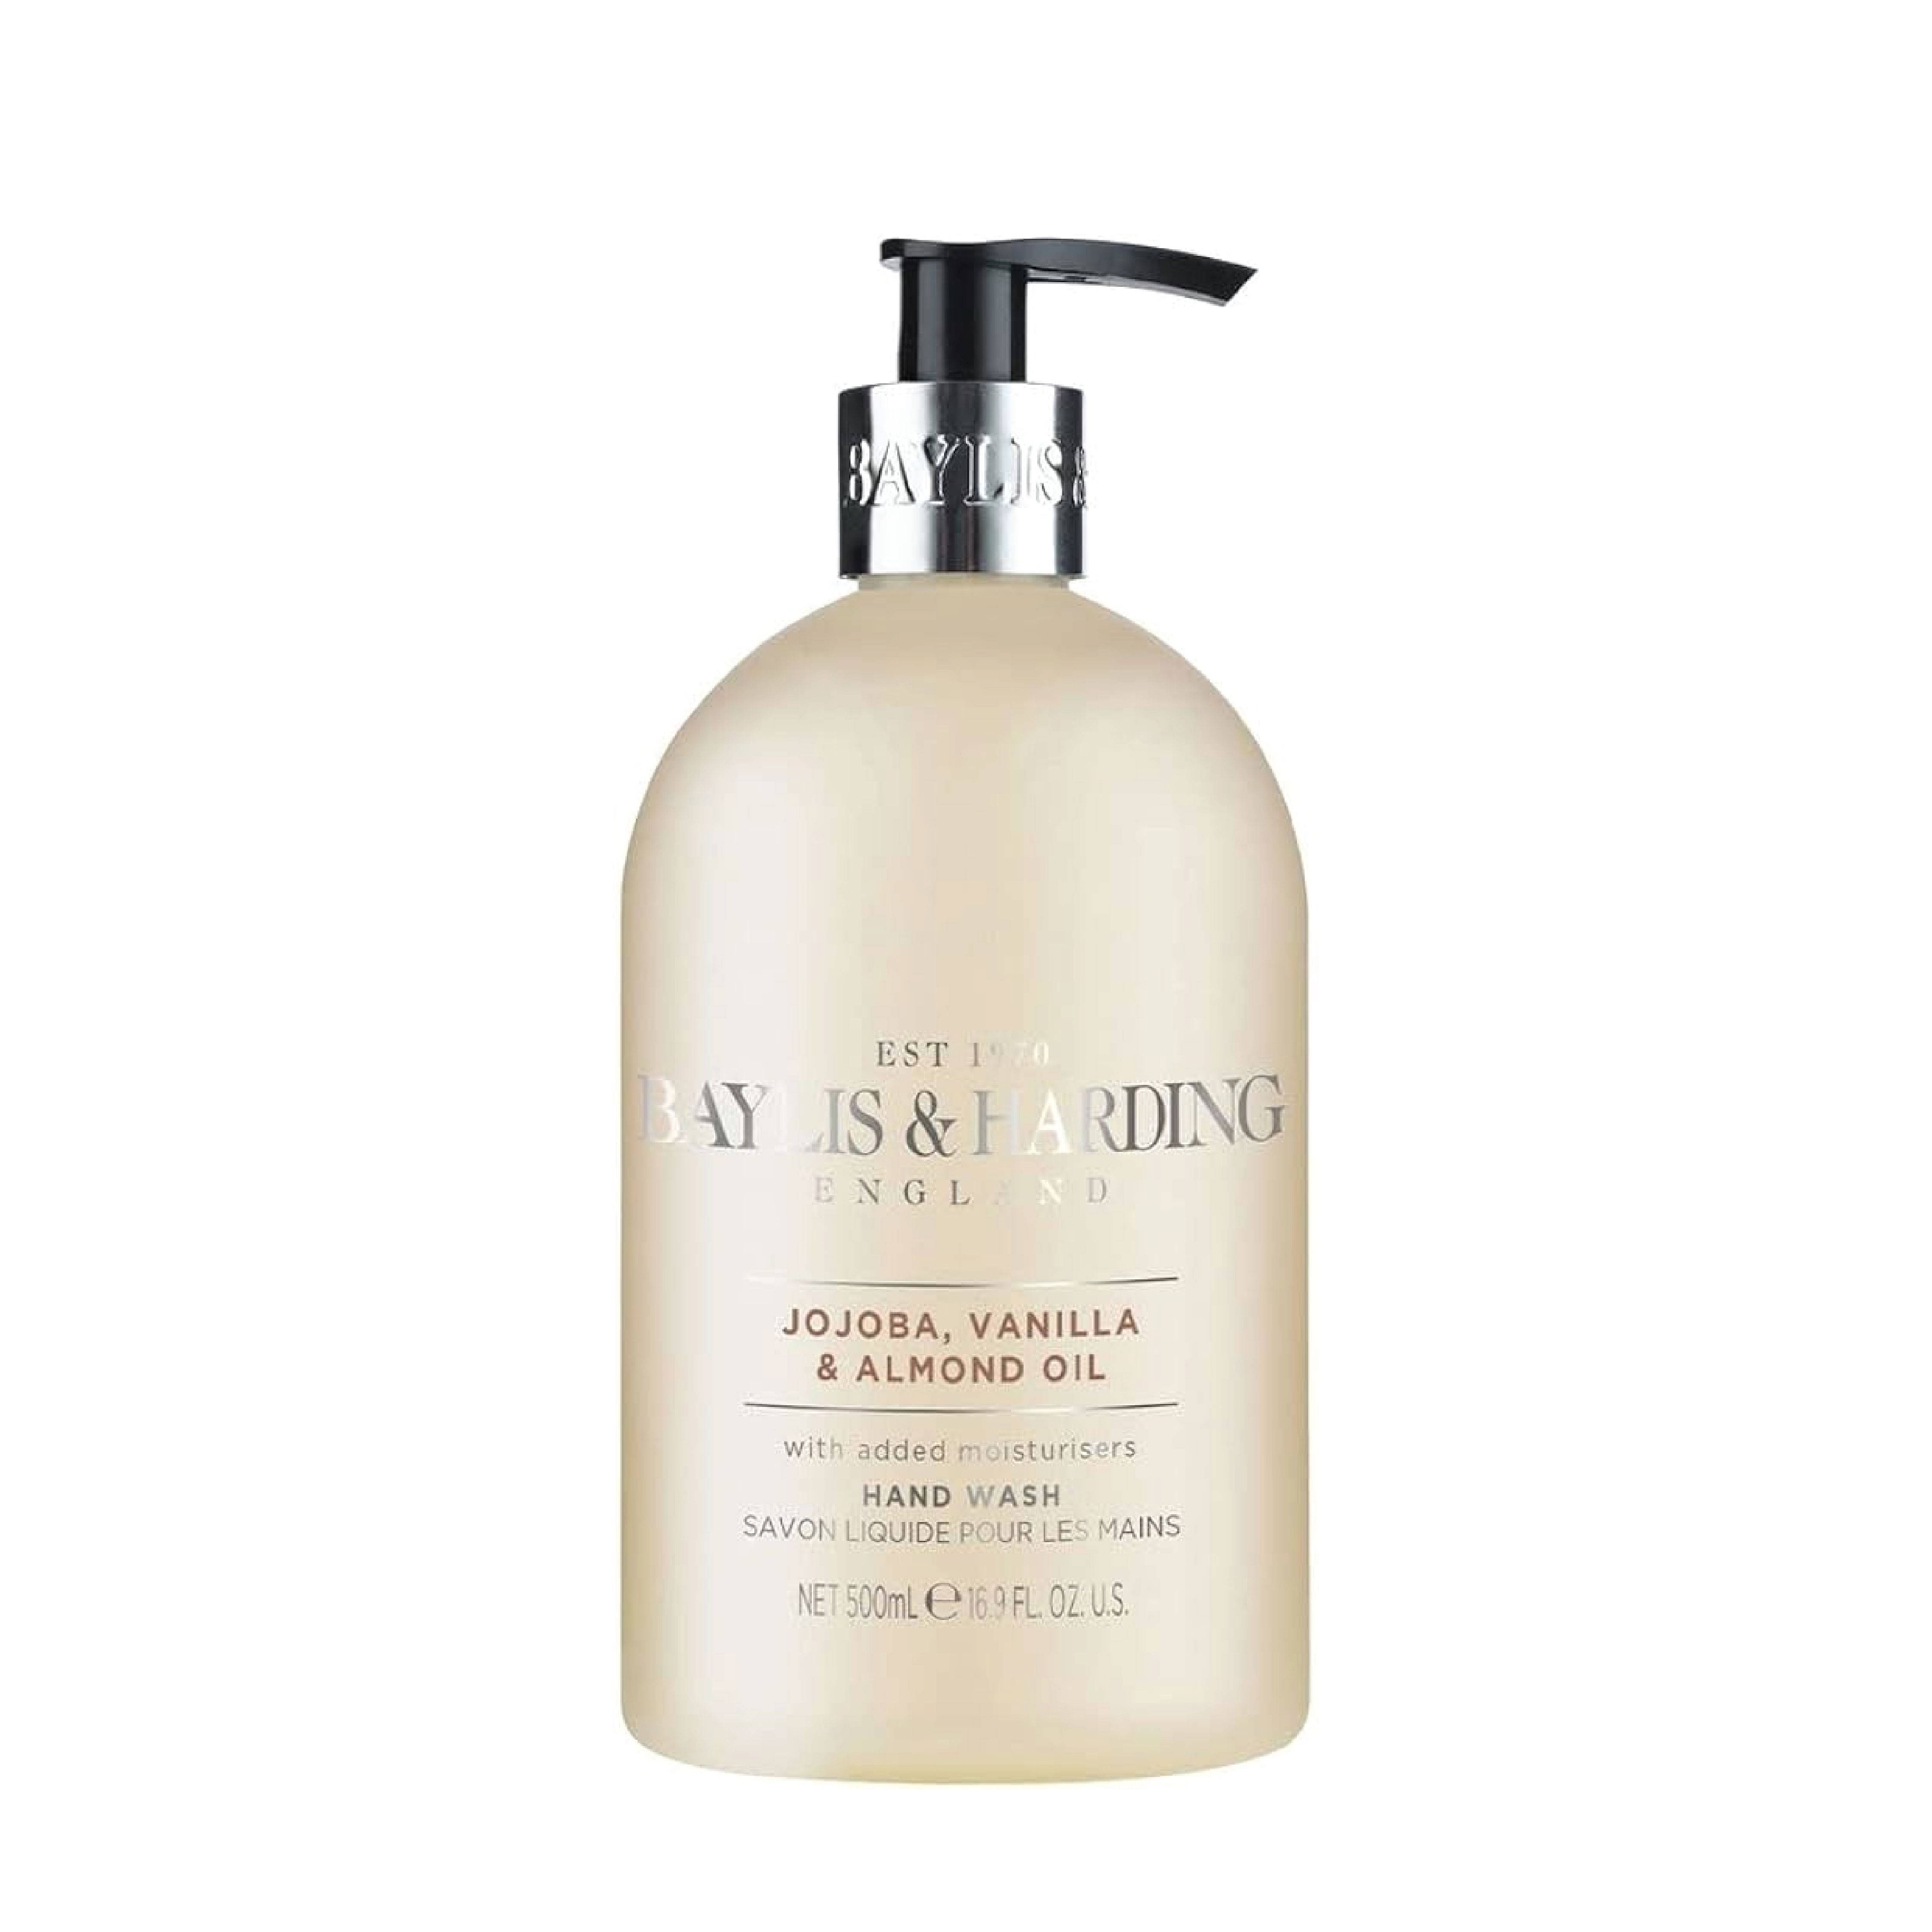 BAYLIS &
EST 1970
BAYLIS & HARDING
ENGLAND
JOJOBA, VANILLA
& ALMOND OIL
with added moisturisers
HAND WASH
SAVON LIQUIDE POUR LES MAINS
NET 500mL ℮ 16.9 FL. OZ. U.S.